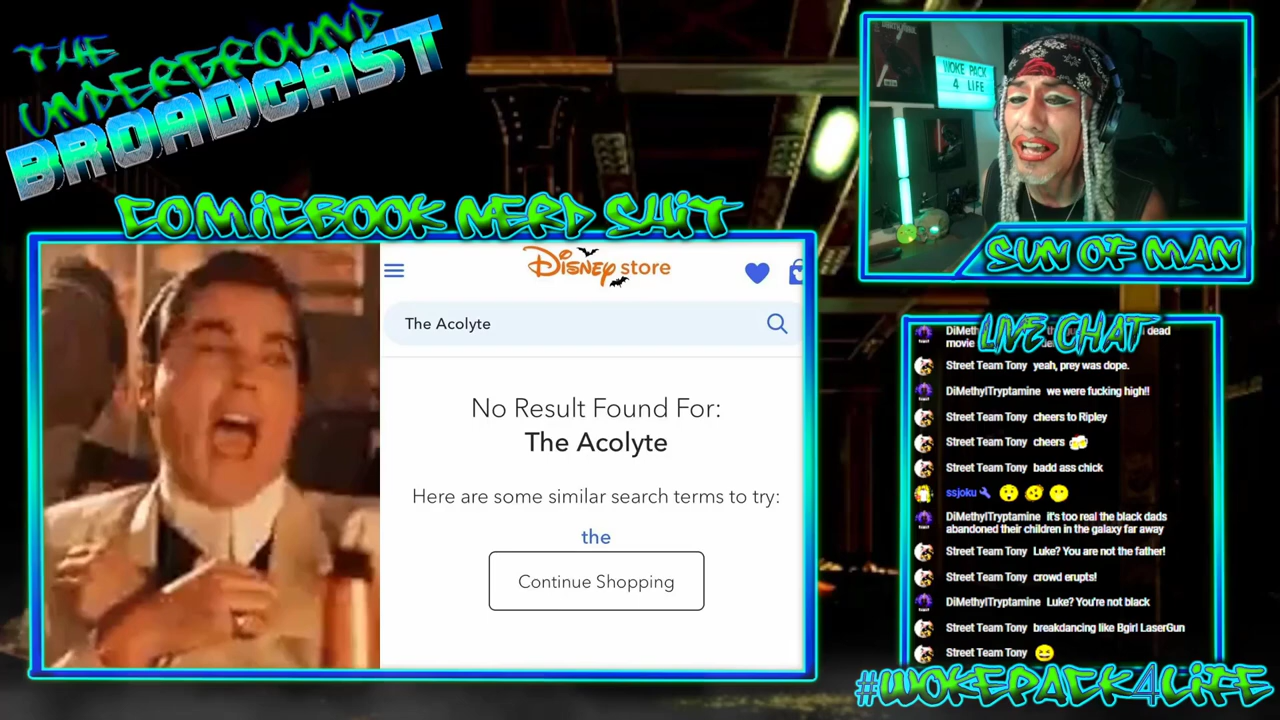 THE
UNDERGROUND
BROADCAST
COMICBOOK NERD SHIT
Disney store
The Acolyte
No Result Found For:
The Acolyte
Here are some similar search terms to try:
the
Continue Shopping
WOKE PACK
4 LIFE
SUN OF MAN
LIVE CHAT
dead
movie
Street Team Tony yeah, prey was dope.
DiMethylTryptamine we were fucking high!!
Street Team Tony cheers to Ripley
Street Team Tony cheers 🍻
Street Team Tony badd ass chick
ssjoku
DiMethylTryptamine it's too real the black dads
abandoned their children in the galaxy far away
Street Team Tony Luke? You are not the father!
Street Team Tony crowd erupts!
DiMethylTryptamine Luke? You're not black
Street Team Tony breakdancing like Bgirl LaserGun
Street Team Tony 😆
#WOKEPACK4LIFE